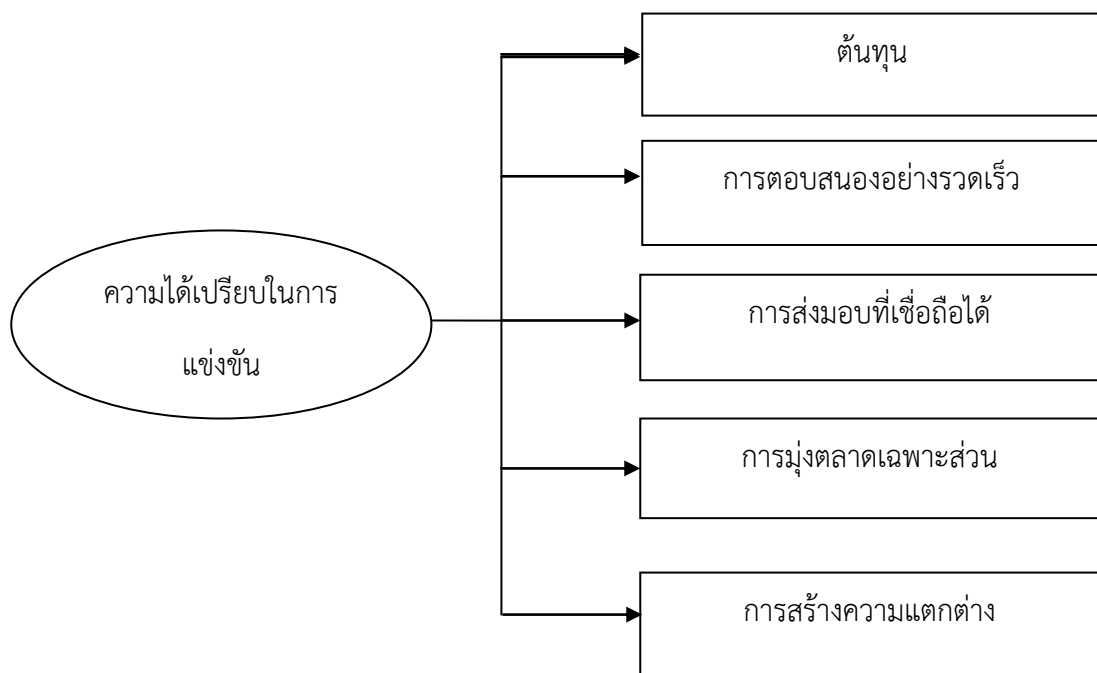 ต้นทุน
การตอบสนองอย่างรวดเร็ว
ความได้เปรียบในการ
แข่งขัน
การส่งมอบที่เชื่อถือได้
การมุ่งตลาดเฉพาะส่วน
การสร้างความแตกต่าง